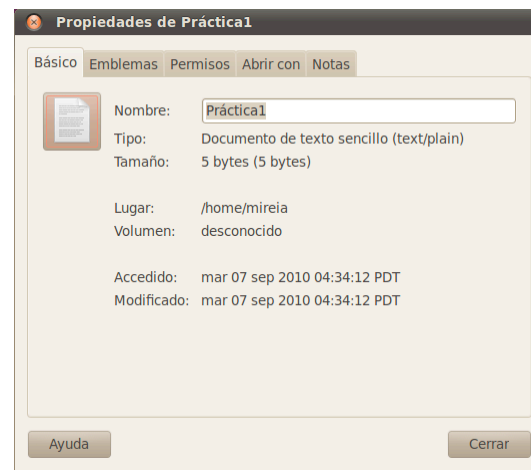 Propiedades de Práctica1
Básico Emblemas Permisos Abrir con Notas
Nombre: Práctica1
Tipo: Documento de texto sencillo (text/plain)
Tamaño: 5 bytes (5 bytes)
Lugar: /home/mireia
Volumen: desconocido
Accedido: mar 07 sep 2010 04:34:12 PDT
Modificado: mar 07 sep 2010 04:34:12 PDT
Ayuda Cerrar